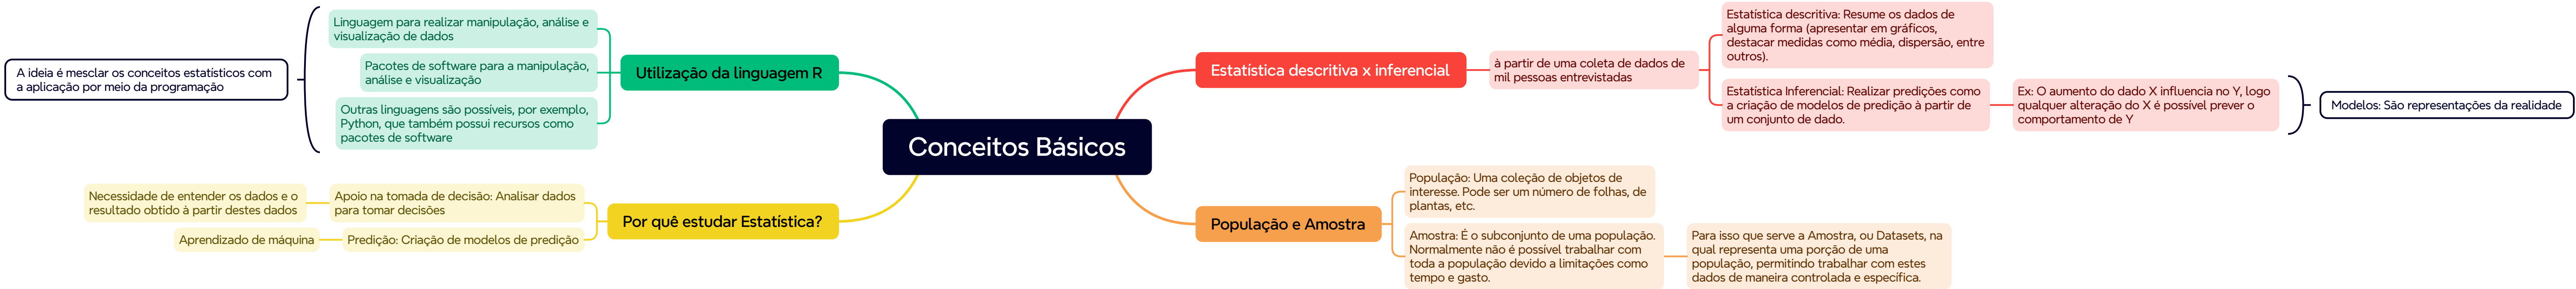 Conceitos Básicos
Utilização da linguagem R
Linguagem para realizar manipulação, análise e
visualização de dados
Pacotes de software para a manipulação,
análise e visualização
Outras linguagens são possíveis, por exemplo,
Python, que também possui recursos como
pacotes de software
A ideia é mesclar os conceitos estatísticos com
a aplicação por meio da programação
Por quê estudar Estatística?
Apoio na tomada de decisão: Analisar dados
para tomar decisões
Necessidade de entender os dados e o
resultado obtido à partir destes dados
Predição: Criação de modelos de predição
Aprendizado de máquina
Estatística descritiva x inferencial
à partir de uma coleta de dados de
mil pessoas entrevistadas
Estatística descritiva: Resume os dados de
alguma forma (apresentar em gráficos,
destacar medidas como média, dispersão, entre
outros).
Estatística Inferencial: Realizar predições como
a criação de modelos de predição à partir de
um conjunto de dado.
Ex: O aumento do dado X influencia no Y, logo
qualquer alteração do X é possível prever o
comportamento de Y
Modelos: São representações da realidade
População e Amostra
População: Uma coleção de objetos de
interesse. Pode ser um número de folhas, de
plantas, etc.
Amostra: É o subconjunto de uma população.
Normalmente não é possível trabalhar com
toda a população devido a limitações como
tempo e gasto.
Para isso que serve a Amostra, ou Datasets, na
qual representa uma porção de uma
população, permitindo trabalhar com estes
dados de maneira controlada e específica.